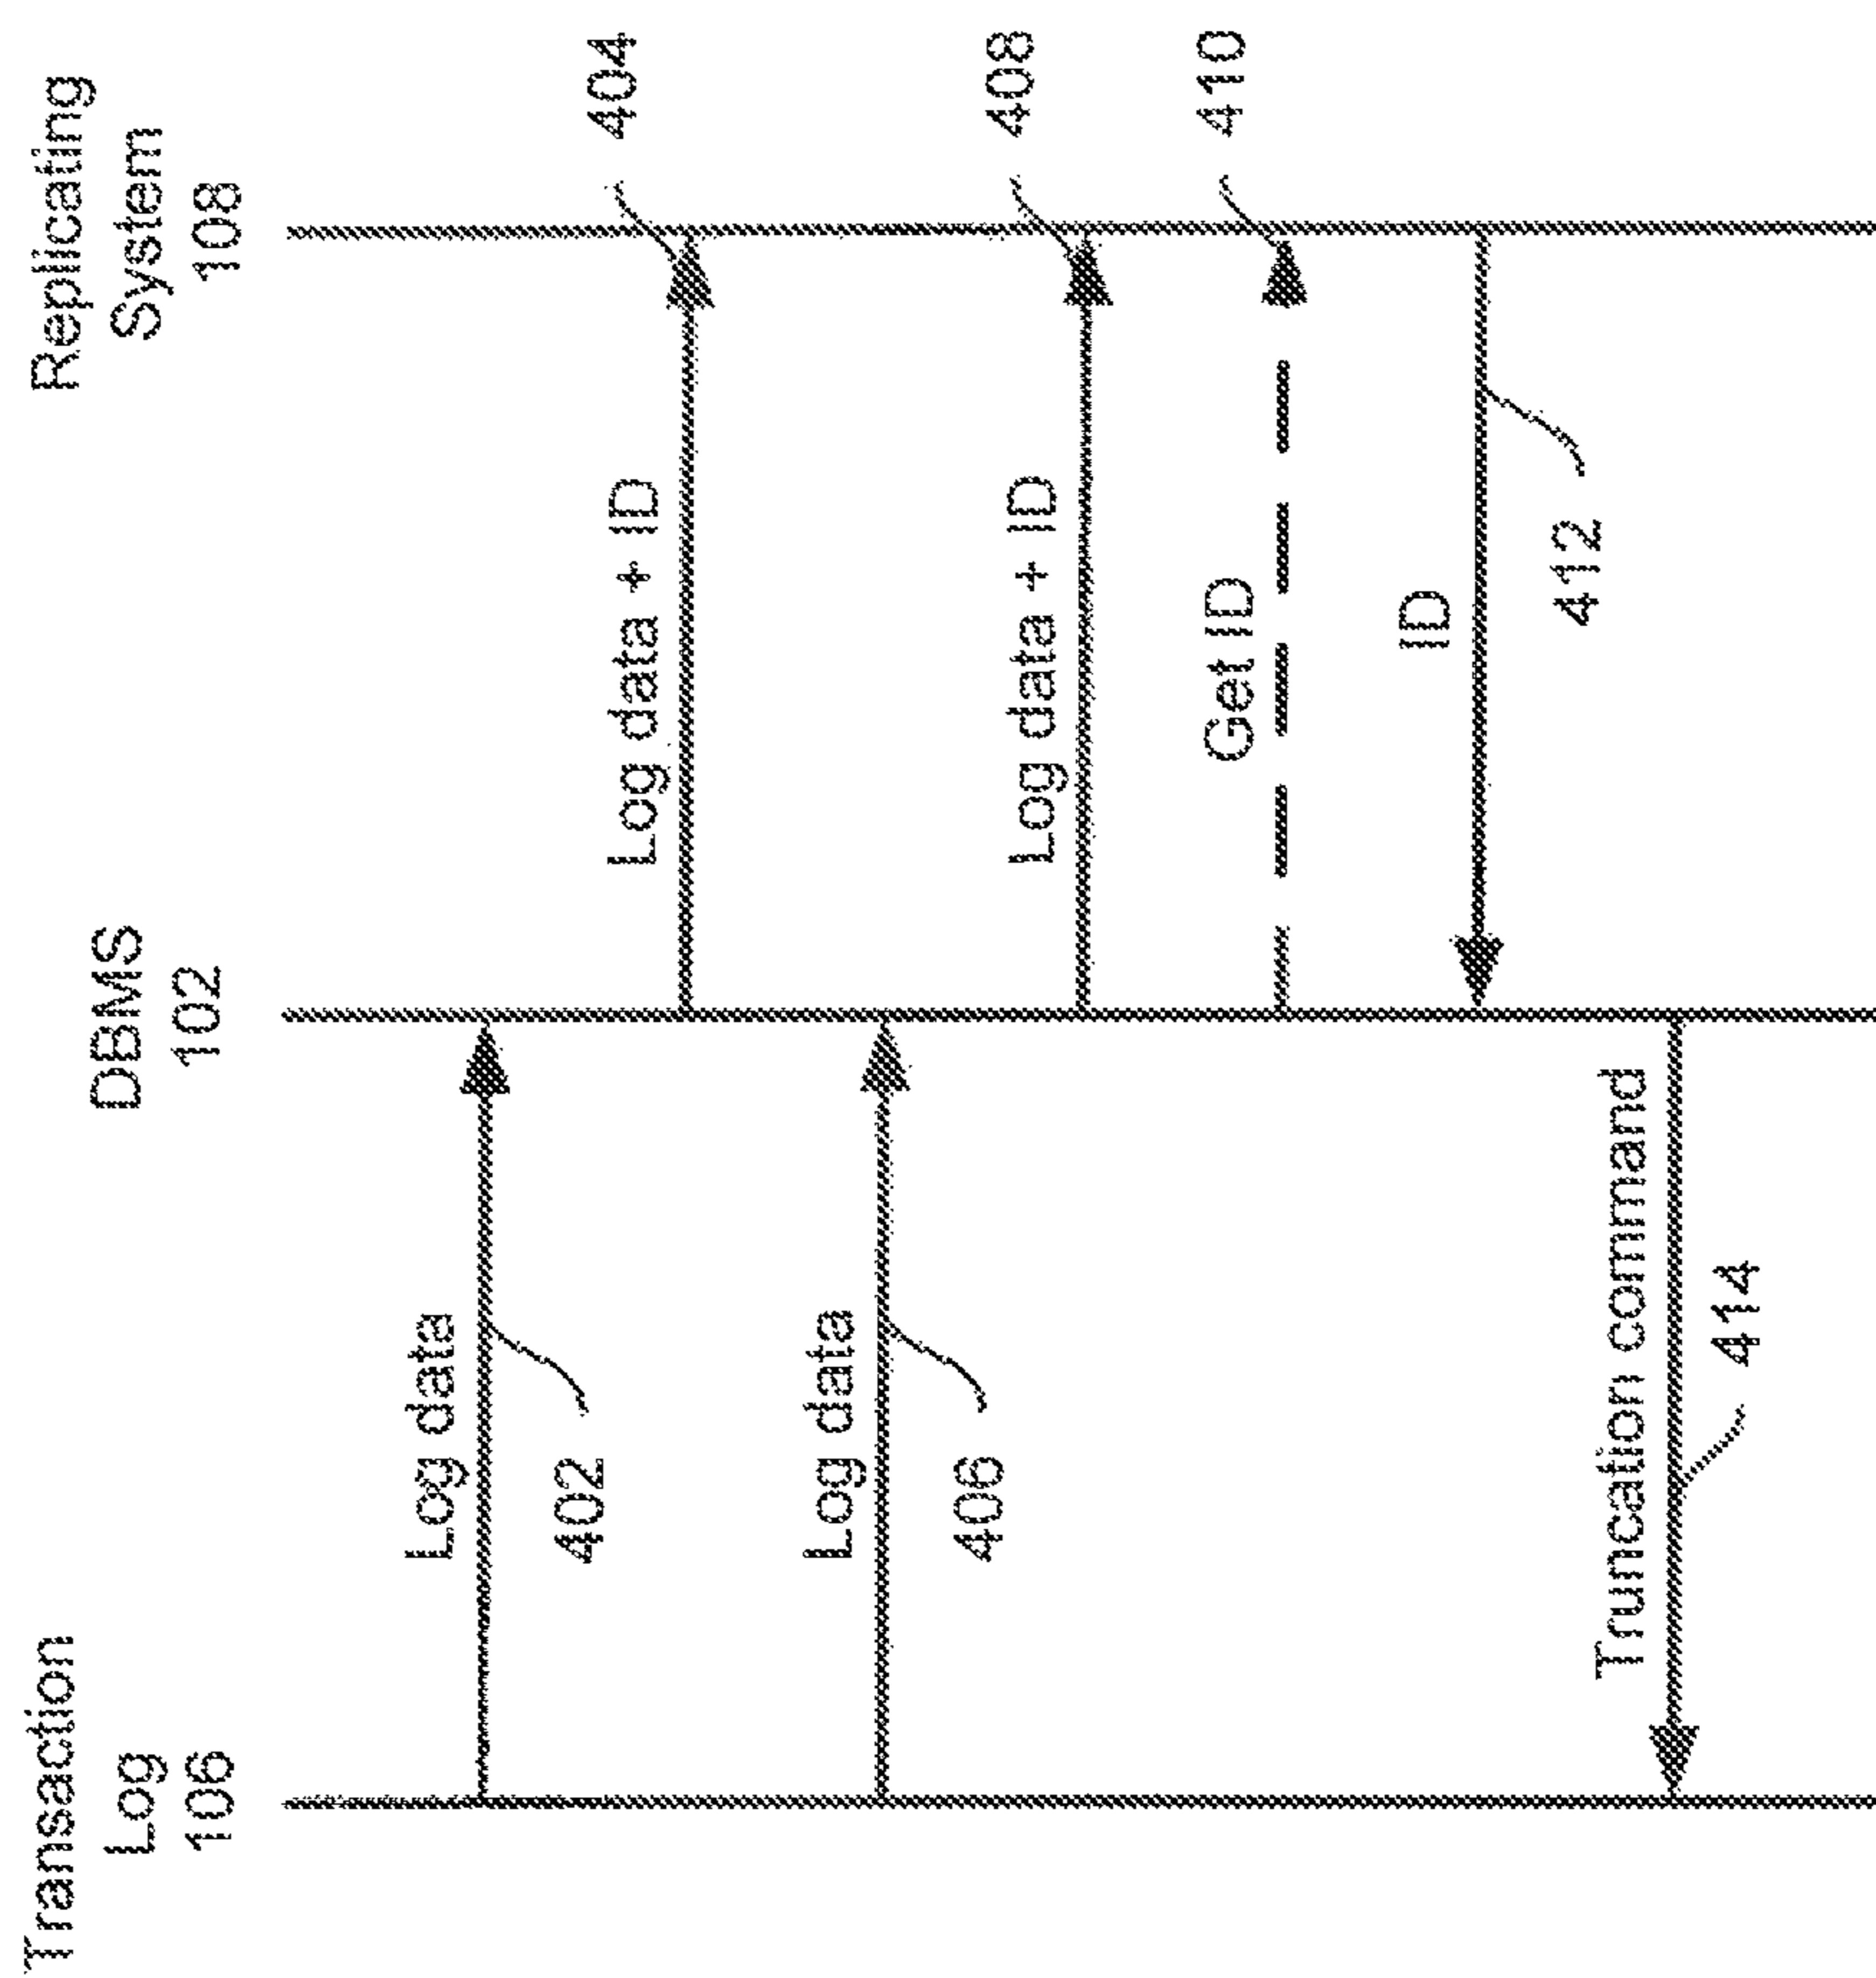 Transaction
Log
106
DBMS
102
Replicating
System
108
Log data
402
Log data + ID
404
Log data
406
Log data + ID
408
Get ID
410
ID
412
Truncation command
414